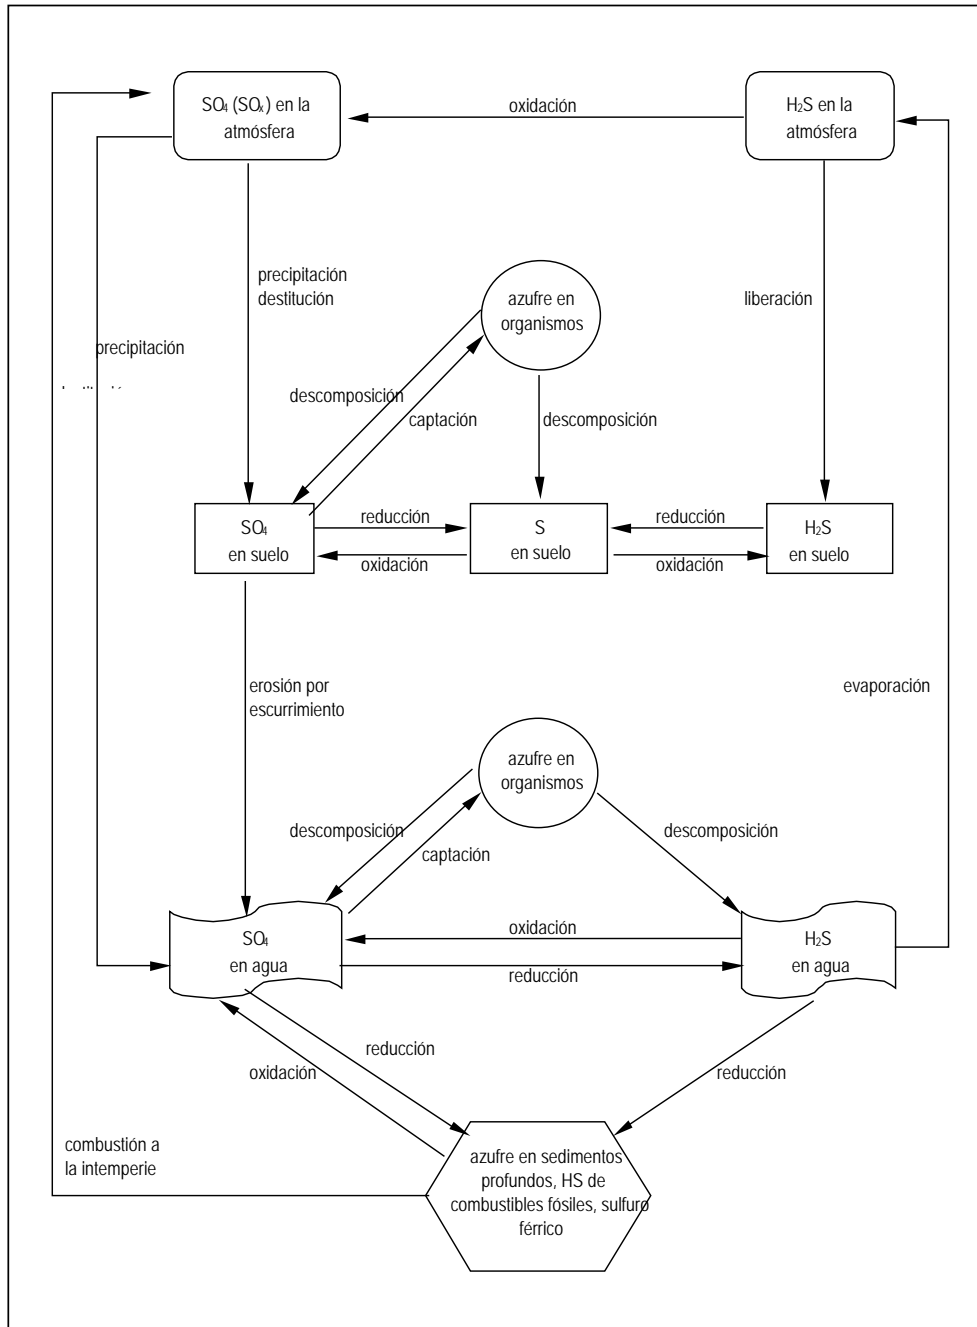 SO₄ (SOₓ) en la
atmósfera
oxidación
H₂S en la
atmósfera
precipitación
destitución
azufre en
organismos
liberación
precipitación
descomposición
captación
descomposición
SO₄
en suelo
reducción
oxidación
S
en suelo
reducción
oxidación
H₂S
en suelo
erosión por
escurrimiento
evaporación
azufre en
organismos
descomposición
captación
descomposición
SO₄
en agua
oxidación
reducción
H₂S
en agua
reducción
oxidación
reducción
combustión a
la intemperie
azufre en sedimentos
profundos, HS de
combustibles fósiles, sulfuro
férrico